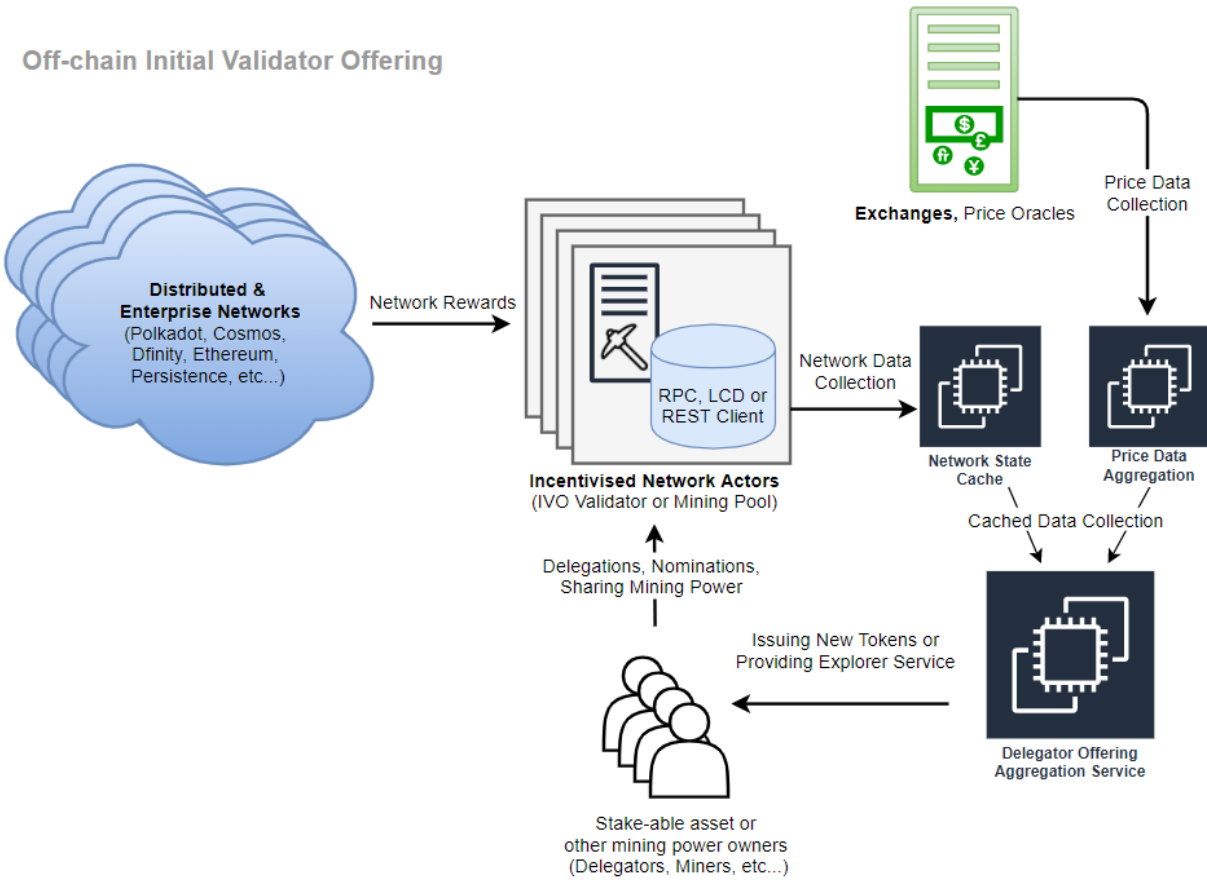 Off-chain Initial Validator Offering
$
£
¥
Exchanges, Price Oracles
Price Data
Collection
Distributed &
Enterprise Networks
(Polkadot, Cosmos,
Dfinity, Ethereum,
Persistence, etc...)
Network Rewards
RPC, LCD or
REST Client
Network Data
Collection
Incentivised Network Actors
(IVO Validator or Mining Pool)
Network State
Cache
Price Data
Aggregation
Cached Data Collection
Delegations, Nominations,
Sharing Mining Power
Issuing New Tokens or
Providing Explorer Service
Delegator Offering
Aggregation Service
Stake-able asset or
other mining power owners
(Delegators, Miners, etc...)